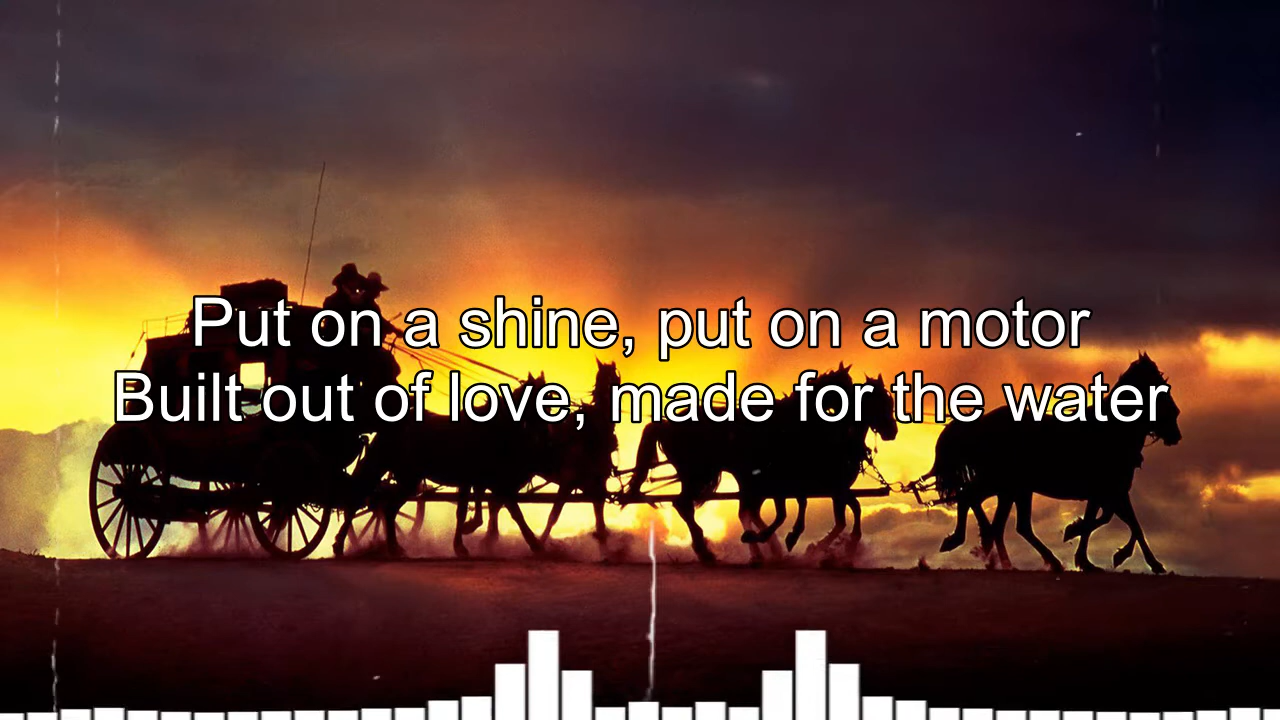 Put on a shine, put on a motor
Built out of love, made for the water